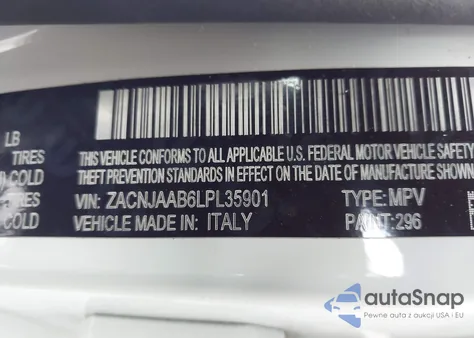 LB
TIRES
COLD
TIRES
COLD
THIS VEHICLE CONFORMS TO ALL APPLICABLE U.S. FEDERAL MOTOR VEHICLE SAFETY
THEFT PREVENTION STANDARDS IN EFFECT ON THE DATE OF MANUFACTURE SHOWN
VIN: ZACNJAAB6LPL35901 TYPE: MPV
VEHICLE MADE IN: ITALY PAINT: 296
autoSnap
Pewne auta z aukcji USA i EU